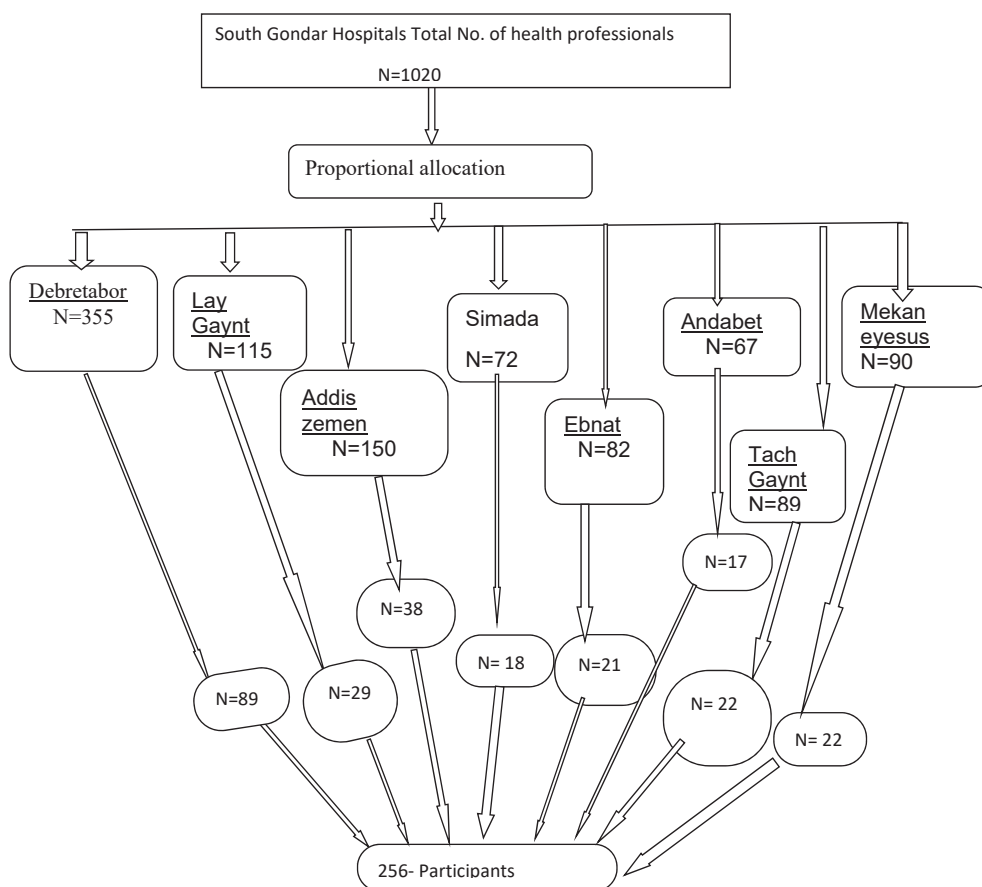 South Gondar Hospitals Total No. of health professionals
N=1020
Proportional allocation
Debretabor
N=355
Lay
Gaynt
N=115
Addis
zemen
N=150
Simada
N=72
Ebnat
N=82
Andabet
N=67
Tach
Gaynt
N=89
Mekan
eyesus
N=90
N=89
N=29
N=38
N= 18
N=21
N=17
N= 22
N= 22
256- Participants